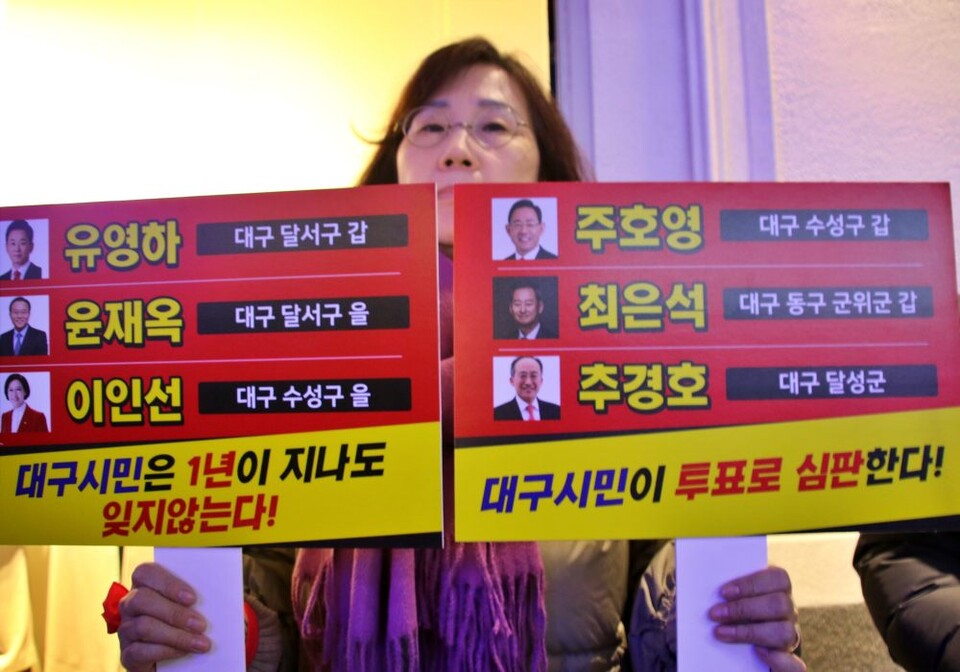 유영하 대구 달서구 갑
윤재옥 대구 달서구 을
이인선 대구 수성구 을
대구시민은 1년이 지나도
잊지않는다!
주호영 대구 수성구 갑
최은석 대구 동구 군위군 갑
추경호 대구 달성군
대구시민이 투표로 심판한다!